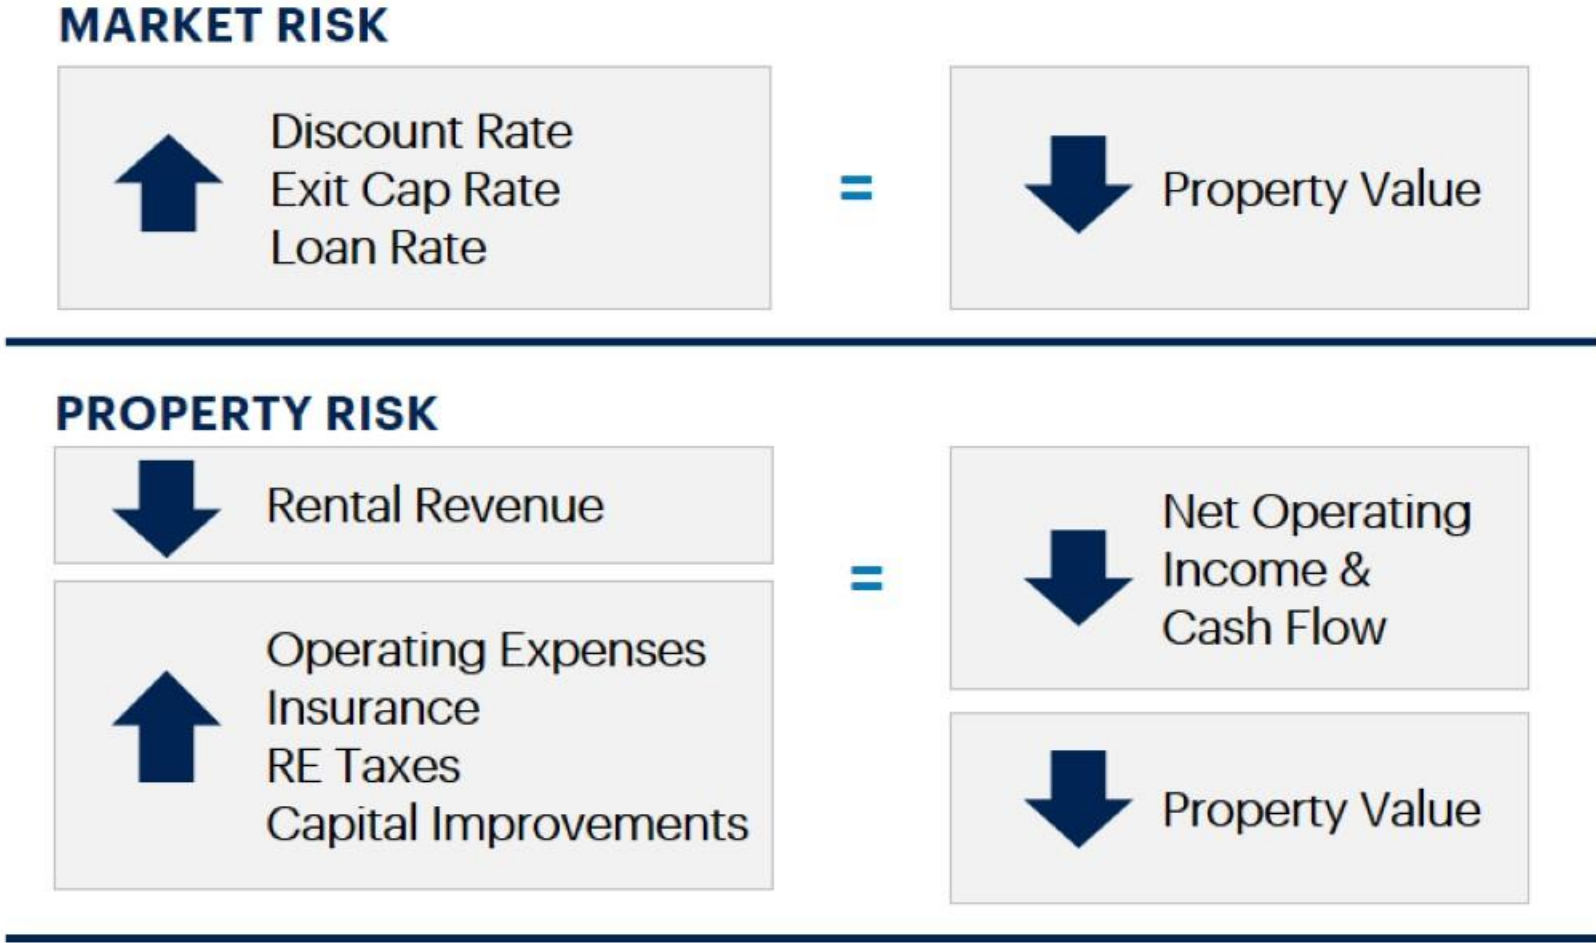 MARKET RISK
Discount Rate
Exit Cap Rate
Loan Rate
=
Property Value
PROPERTY RISK
Rental Revenue
Operating Expenses
Insurance
RE Taxes
Capital Improvements
=
Net Operating
Income &
Cash Flow
Property Value